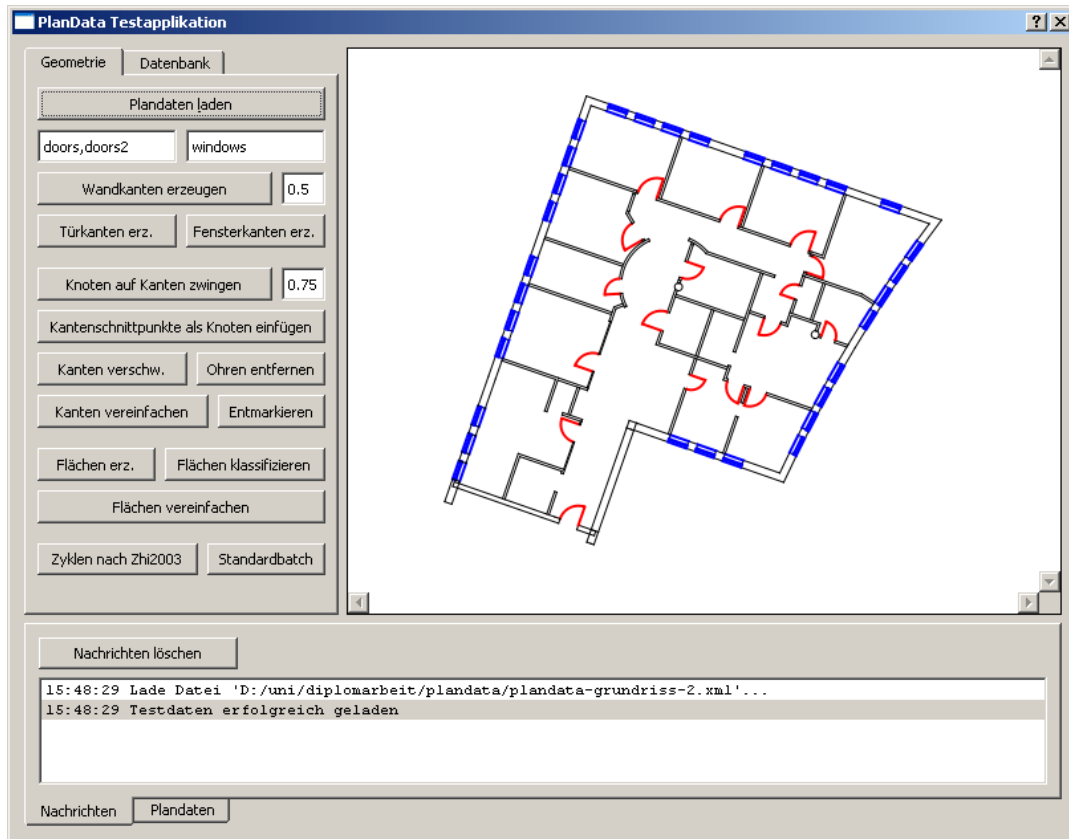 PlanData Testapplikation
Geometrie Datenbank
Plandaten laden
doors,doors2 windows
Wandkanten erzeugen 0.5
Türkanten erz. Fensterkanten erz.
Knoten auf Kanten zwingen 0.75
Kantenschnittpunkte als Knoten einfügen
Kanten verschw. Ohren entfernen
Kanten vereinfachen Entmarkieren
Flächen erz. Flächen klassifizieren
Flächen vereinfachen
Zyklen nach Zhi2003 Standardbatch
Nachrichten löschen
15:48:29 Lade Datei 'D:/uni/diplomarbeit/plandata/plandata-grundriss-2.xml'...
15:48:29 Testdaten erfolgreich geladen
Nachrichten Plandaten